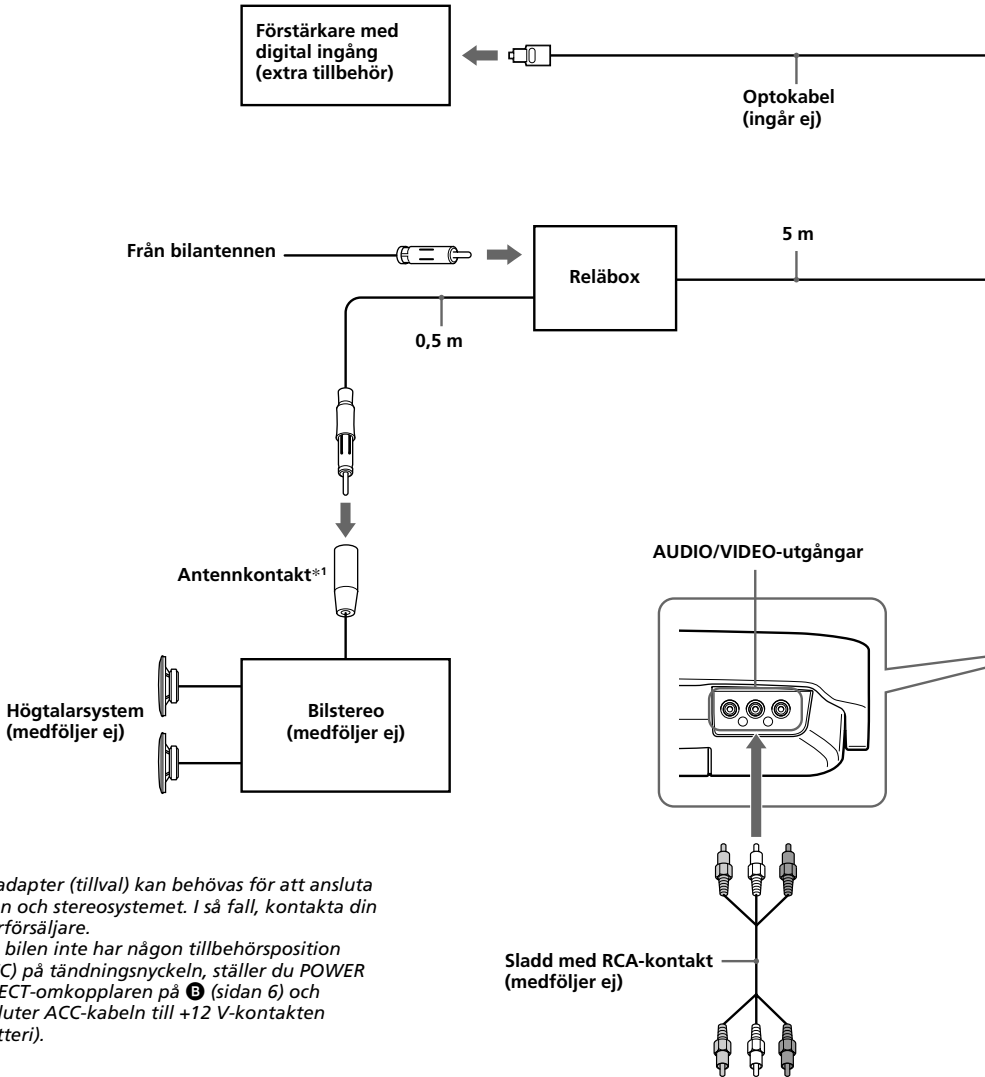 Förstärkare med
digital ingång
(extra tillbehör)
Optokabel
(ingår ej)
Från bilantennen
Reläbox
5 m
0,5 m
Antennkontakt*1
AUDIO/VIDEO-utgångar
Högtalarsystem
(medföljer ej)
Bilstereo
(medföljer ej)
adapter (tillval) kan behövas för att ansluta
n och stereosystemet. I så fall, kontakta din
rförsäljare.
bilen inte har någon tillbehörsposition
C) på tändningsnyckeln, ställer du POWER
ECT-omkopplaren på B (sidan 6) och
luter ACC-kabeln till +12 V-kontakten
tteri).
Sladd med RCA-kontakt
(medföljer ej)